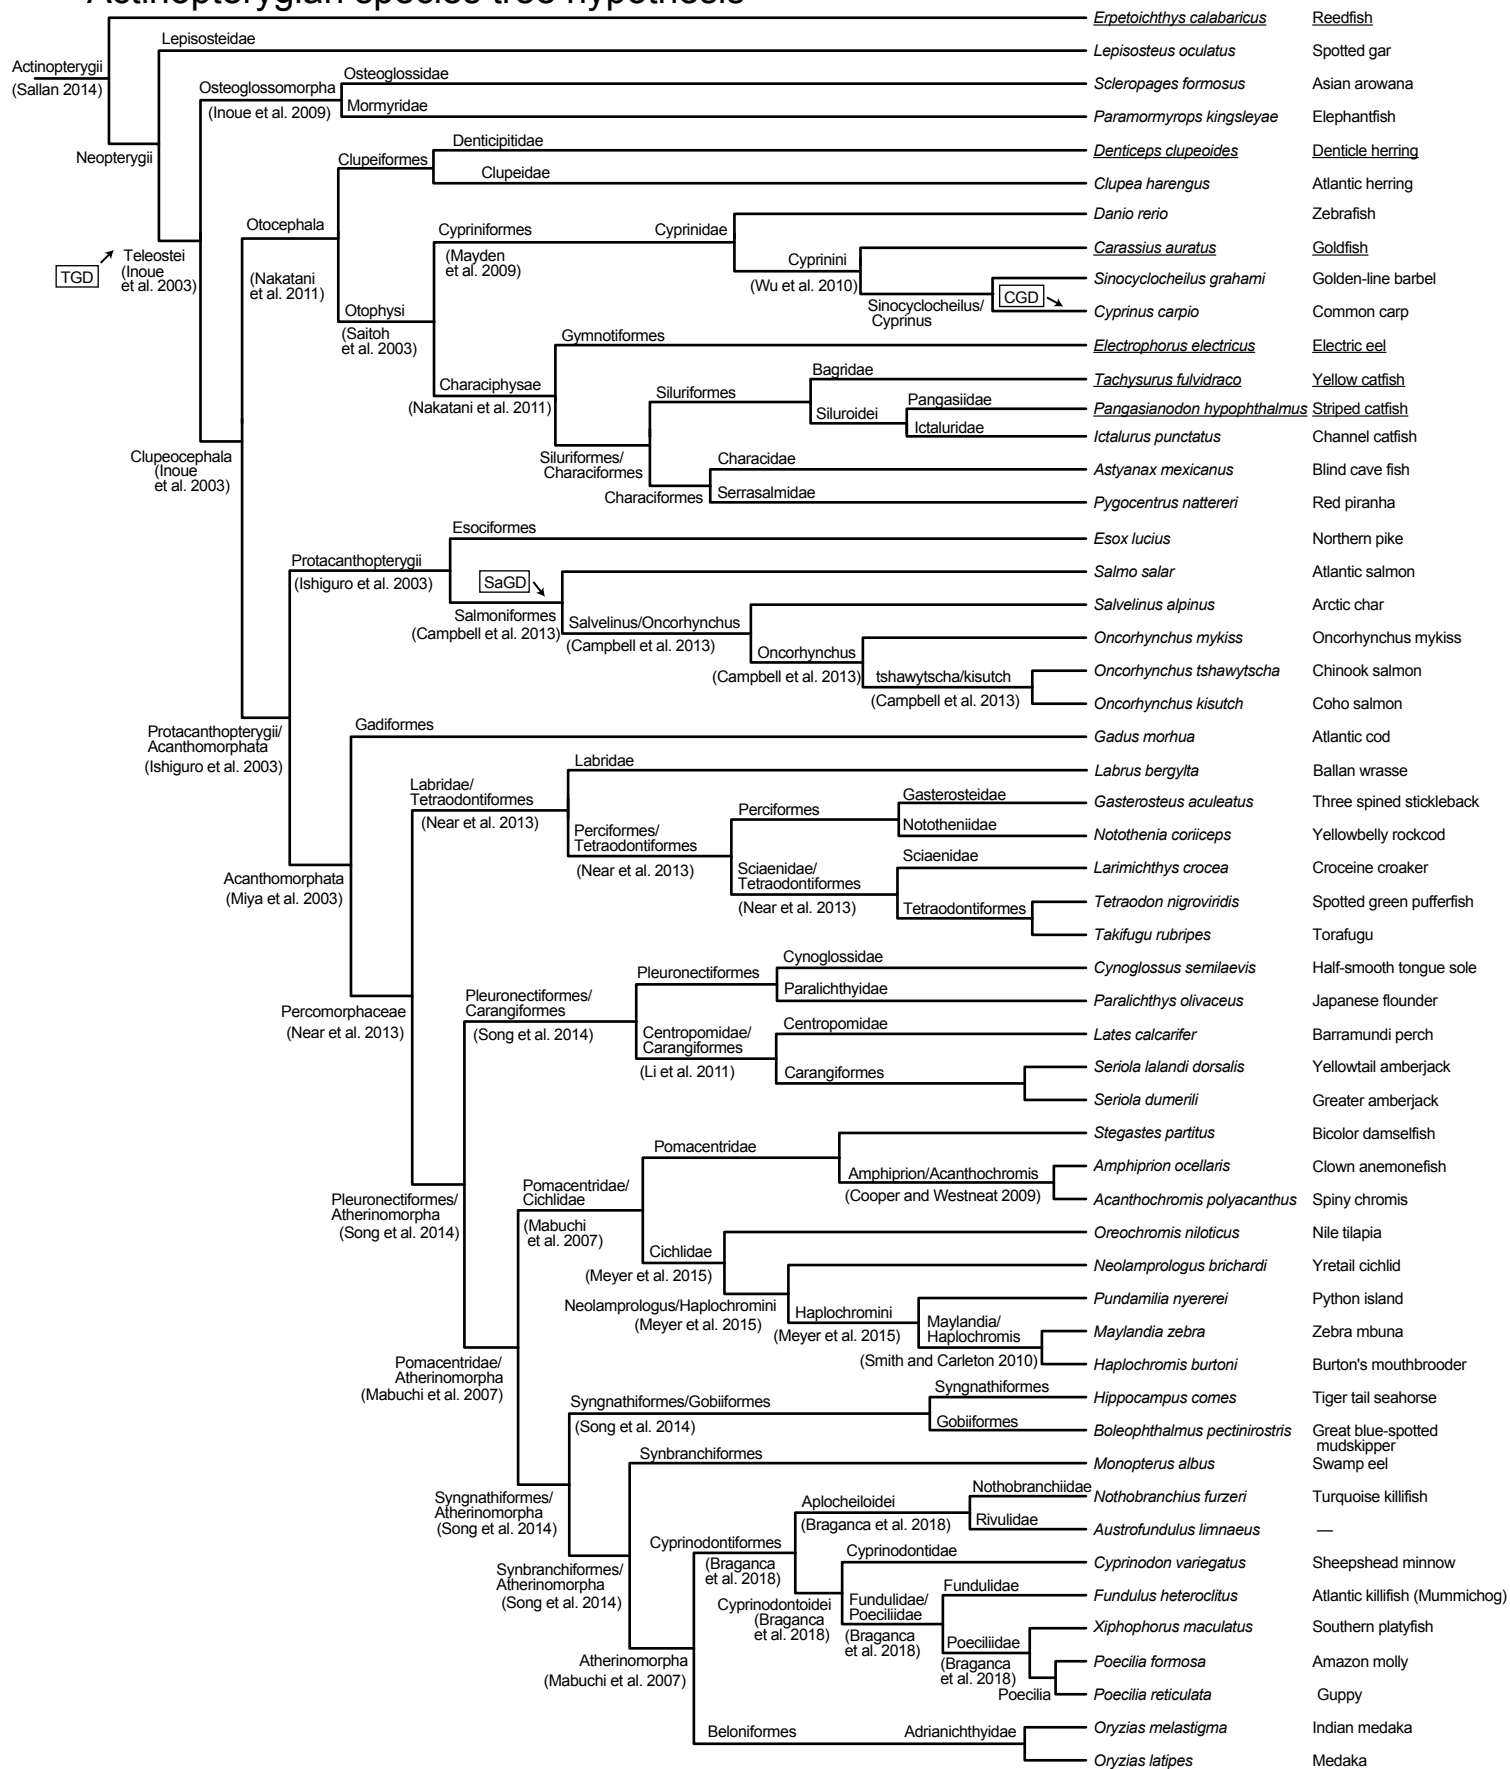 Actinopterygian species tree hypothesis
Erpetoichthys calabaricus Reedfish
Lepisosteidae
Lepisosteus oculatus Spotted gar
Actinopterygii
(Sallan 2014)
Osteoglossidae
Scleropages formosus Asian arowana
Osteoglossomorpha
(Inoue et al. 2009)
Mormyridae
Paramormyrops kingsleyae Elephantfish
Neopterygii
Denticipitidae
Denticeps clupeoides Denticle herring
Clupeiformes
Clupeidae
Clupea harengus Atlantic herring
Danio rerio Zebrafish
Otocephala
Cypriniformes
Cyprinidae
(Mayden
et al. 2009)
Carassius auratus Goldfish
TGD
Teleostei
(Inoue
et al. 2003)
(Nakatani
et al. 2011)
Cyprinini
(Wu et al. 2010)
Sinocyclocheilus grahami Golden-line barbel
CGD
Sinocyclocheilus/
Cyprinus
Cyprinus carpio Common carp
Otophysi
(Saitoh
et al. 2003)
Gymnotiformes
Electrophorus electricus Electric eel
Characiphysae
(Nakatani et al. 2011)
Bagridae
Tachysurus fulvidraco Yellow catfish
Siluriformes
Siluroidei
Pangasiidae
Pangasianodon hypophthalmus Striped catfish
Ictaluridae
Ictalurus punctatus Channel catfish
Clupeocephala
(Inoue
et al. 2003)
Siluriformes/
Characiformes
Characidae
Astyanax mexicanus Blind cave fish
Characiformes
Serrasalmidae
Pygocentrus nattereri Red piranha
Esociformes
Esox lucius Northern pike
Protacanthopterygii
(Ishiguro et al. 2003)
SaGD
Salmo salar Atlantic salmon
Salmoniformes
(Campbell et al. 2013)
Salvelinus/Oncorhynchus
(Campbell et al. 2013)
Salvelinus alpinus Arctic char
Oncorhynchus mykiss Oncorhynchus mykiss
Oncorhynchus
(Campbell et al. 2013)
Oncorhynchus tshawytscha Chinook salmon
tshawytscha/kisutch
(Campbell et al. 2013)
Oncorhynchus kisutch Coho salmon
Protacanthopterygii/
Acanthomorphata
(Ishiguro et al. 2003)
Gadiformes
Gadus morhua Atlantic cod
Labridae
Labrus bergylta Ballan wrasse
Labridae/
Tetraodontiformes
(Near et al. 2013)
Gasterosteidae
Gasterosteus aculeatus Three spined stickleback
Perciformes
Nototheniidae
Notothenia coriiceps Yellowbelly rockcod
Perciformes/
Tetraodontiformes
(Near et al. 2013)
Sciaenidae
Larimichthys crocea Croceine croaker
Sciaenidae/
Tetraodontiformes
(Near et al. 2013)
Acanthomorphata
(Miya et al. 2003)
Tetraodontiformes
Tetraodon nigroviridis Spotted green pufferfish
Takifugu rubripes Torafugu
Cynoglossidae
Cynoglossus semilaevis Half-smooth tongue sole
Pleuronectiformes
Paralichthyidae
Paralichthys olivaceus Japanese flounder
Pleuronectiformes/
Carangiformes
(Song et al. 2014)
Percomorphaceae
(Near et al. 2013)
Centropomidae
Lates calcarifer Barramundi perch
Centropomidae/
Carangiformes
(Li et al. 2011)
Carangiformes
Seriola lalandi dorsalis Yellowtail amberjack
Seriola dumerili Greater amberjack
Stegastes partitus Bicolor damselfish
Pomacentridae
Amphiprion/Acanthochromis
(Cooper and Westneat 2009)
Amphiprion ocellaris Clown anemonefish
Acanthochromis polyacanthus Spiny chromis
Pomacentridae/
Cichlidae
(Mabuchi
et al. 2007)
Pleuronectiformes/
Atherinomorpha
(Song et al. 2014)
Oreochromis niloticus Nile tilapia
Cichlidae
(Meyer et al. 2015)
Neolamprologus brichardi Yretail cichlid
Neolamprologus/Haplochromini
(Meyer et al. 2015)
Pundamilia nyererei Python island
Haplochromini
(Meyer et al. 2015)
Maylandia/
Haplochromis
(Smith and Carleton 2010)
Maylandia zebra Zebra mbuna
Haplochromis burtoni Burton's mouthbrooder
Pomacentridae/
Atherinomorpha
(Mabuchi et al. 2007)
Syngnathiformes
Hippocampus comes Tiger tail seahorse
Syngnathiformes/Gobiiformes
(Song et al. 2014)
Gobiiformes
Boleophthalmus pectinirostris Great blue-spotted
mudskipper
Synbranchiformes
Monopterus albus Swamp eel
Syngnathiformes/
Atherinomorpha
(Song et al. 2014)
Nothobranchiidae
Nothobranchius furzeri Turquoise killifish
Aplocheiloidei
(Braganca et al. 2018)
Rivulidae
Austrofundulus limnaeus —
Cyprinodontiformes
(Braganca
et al. 2018)
Cyprinodontidae
Cyprinodon variegatus Sheepshead minnow
Synbranchiformes/
Atherinomorpha
(Song et al. 2014)
Cyprinodontoidei
(Braganca
et al. 2018)
Fundulidae
Fundulus heteroclitus Atlantic killifish (Mummichog)
Fundulidae/
Poeciliidae
(Braganca
et al. 2018)
Xiphophorus maculatus Southern platyfish
Poeciliidae
(Braganca
et al. 2018)
Poecilia formosa Amazon molly
Poecilia
Poecilia reticulata Guppy
Atherinomorpha
(Mabuchi et al. 2007)
Beloniformes
Adrianichthyidae
Oryzias melastigma Indian medaka
Oryzias latipes Medaka